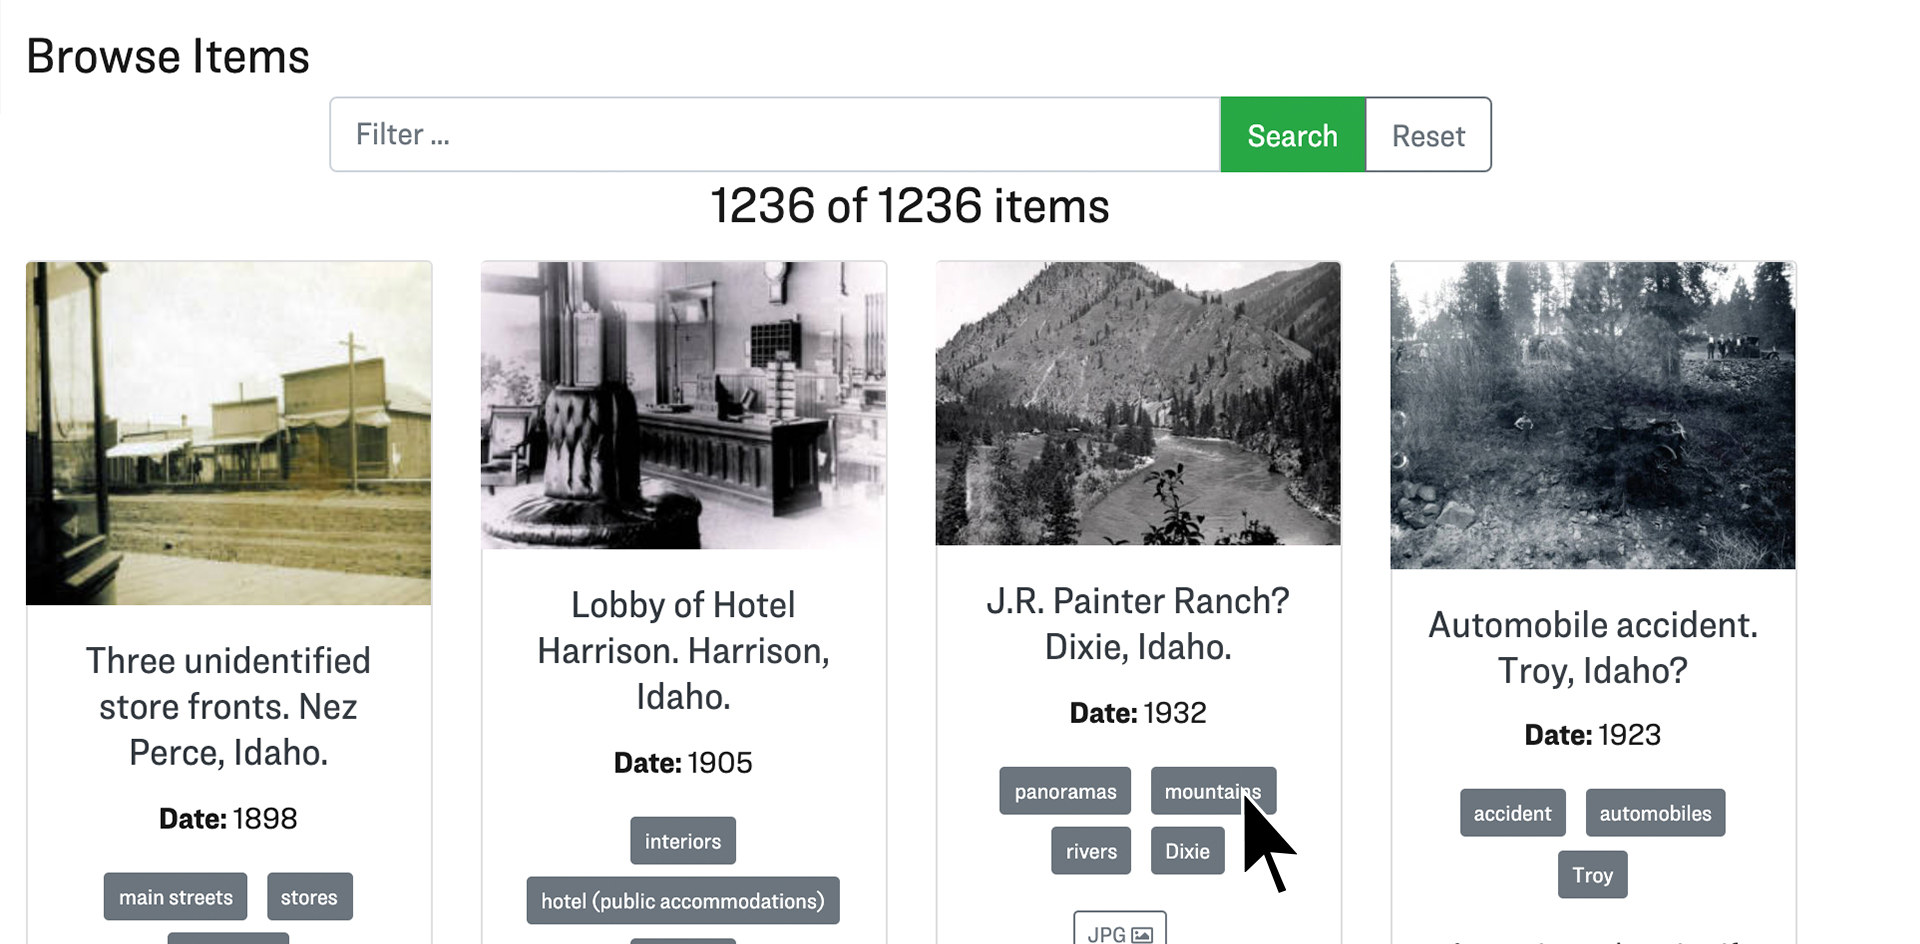 Browse Items
Filter ...
Search
Reset
1236 of 1236 items
Three unidentified
store fronts. Nez
Perce, Idaho.
Date: 1898
main streets
stores
Lobby of Hotel
Harrison. Harrison,
Idaho.
Date: 1905
interiors
hotel (public accommodations)
J.R. Painter Ranch?
Dixie, Idaho.
Date: 1932
panoramas
mountains
rivers
Dixie
JPG
Automobile accident.
Troy, Idaho?
Date: 1923
accident
automobiles
Troy